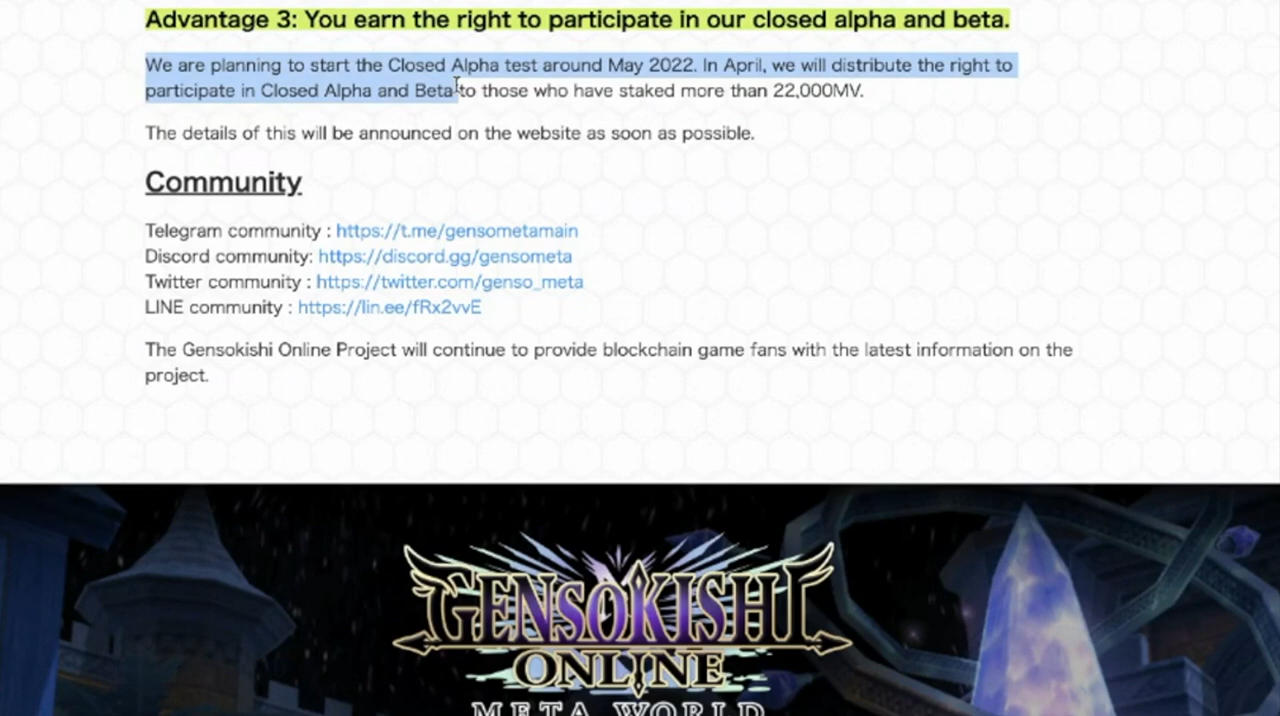 Advantage 3: You earn the right to participate in our closed alpha and beta.
We are planning to start the Closed Alpha test around May 2022. In April, we will distribute the right to
participate in Closed Alpha and Beta to those who have staked more than 22,000MV.
The details of this will be announced on the website as soon as possible.
Community
Telegram community : https://t.me/gensometamain
Discord community: https://discord.gg/gensometa
Twitter community : https://twitter.com/genso_meta
LINE community : https://lin.ee/fRx2vvE
The Gensokishi Online Project will continue to provide blockchain game fans with the latest information on the
project.
GENSOKISHI
ONLINE
META WORLD